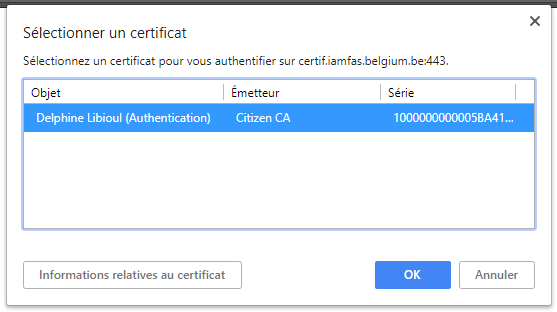 Sélectionner un certificat
Sélectionnez un certificat pour vous authentifier sur certif.iamfas.belgium.be:443.
Objet Émetteur Série
Delphine Libioul (Authentication) Citizen CA 1000000000005BA41...
Informations relatives au certificat OK Annuler